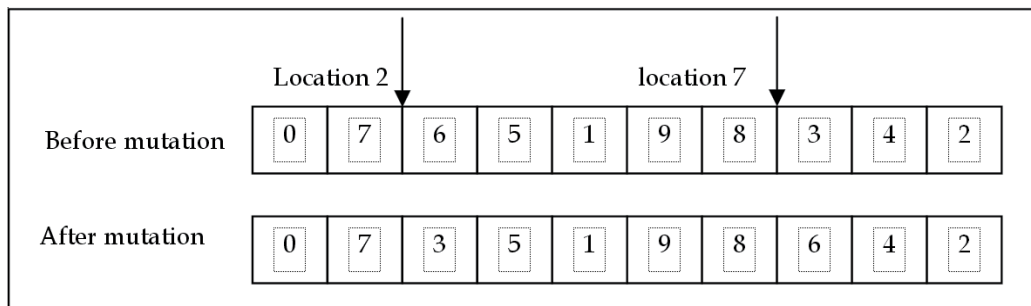 Location 2 location 7
Before mutation 0 7 6 5 1 9 8 3 4 2
After mutation 0 7 3 5 1 9 8 6 4 2